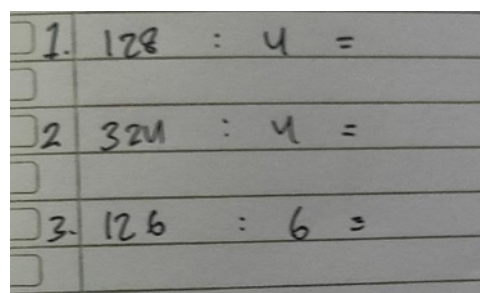 1. 128 : 4 =
2 324 : 4 =
3. 126 : 6 =